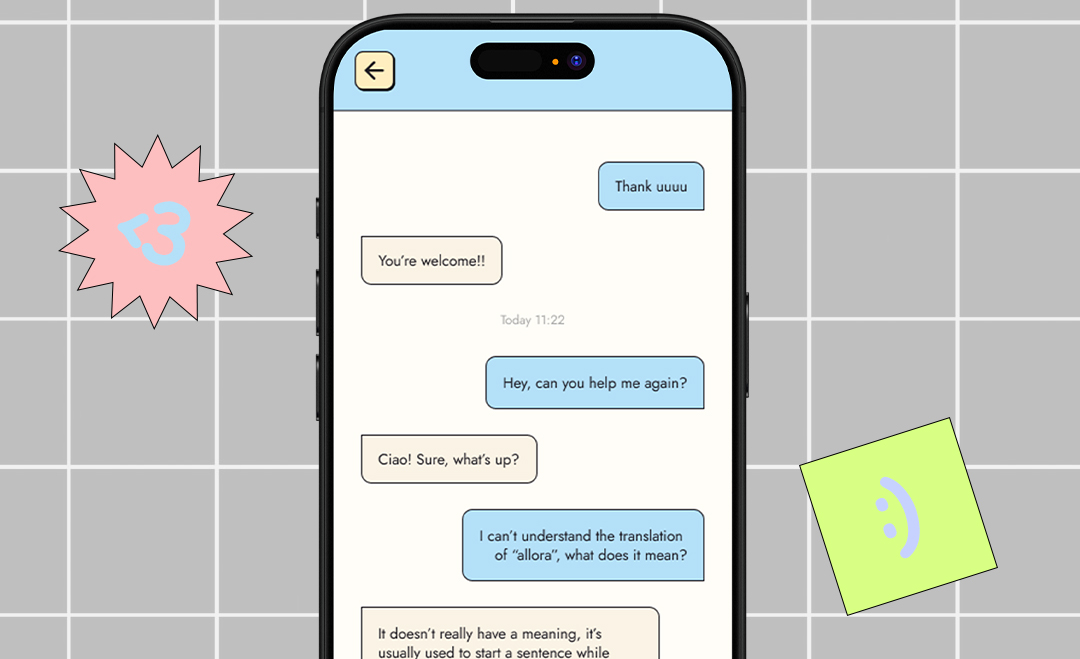 <3
Thank uuuu
You're welcome!!
Today 11:22
Hey, can you help me again?
Ciao! Sure, what's up?
I can't understand the translation
of “allora”, what does it mean?
:)
It doesn't really have a meaning, it's
usually used to start a sentence while